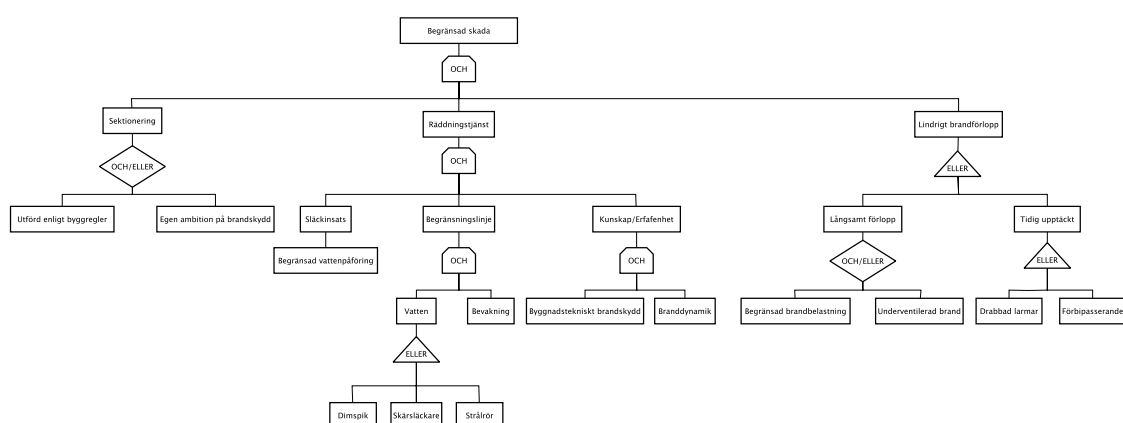 Begränsad skada
OCH
Sektionering
Räddningstjänst
Lindrigt brandförlopp
OCH/ELLER
OCH
ELLER
Utförd enligt byggregler
Egen ambition på brandskydd
Släckinsats
Begränsningslinje
Kunskap/Erfafenhet
Långsamt förlopp
Tidig upptäckt
Begränsad vattenpåföring
OCH
OCH
OCH/ELLER
ELLER
Vatten
Bevakning
Byggnadstekniskt brandskydd
Branddynamik
Begränsad brandbelastning
Underventilerad brand
Drabbad larmar
Förbipasserande
ELLER
Dimspik
Skärsläckare
Strålrör